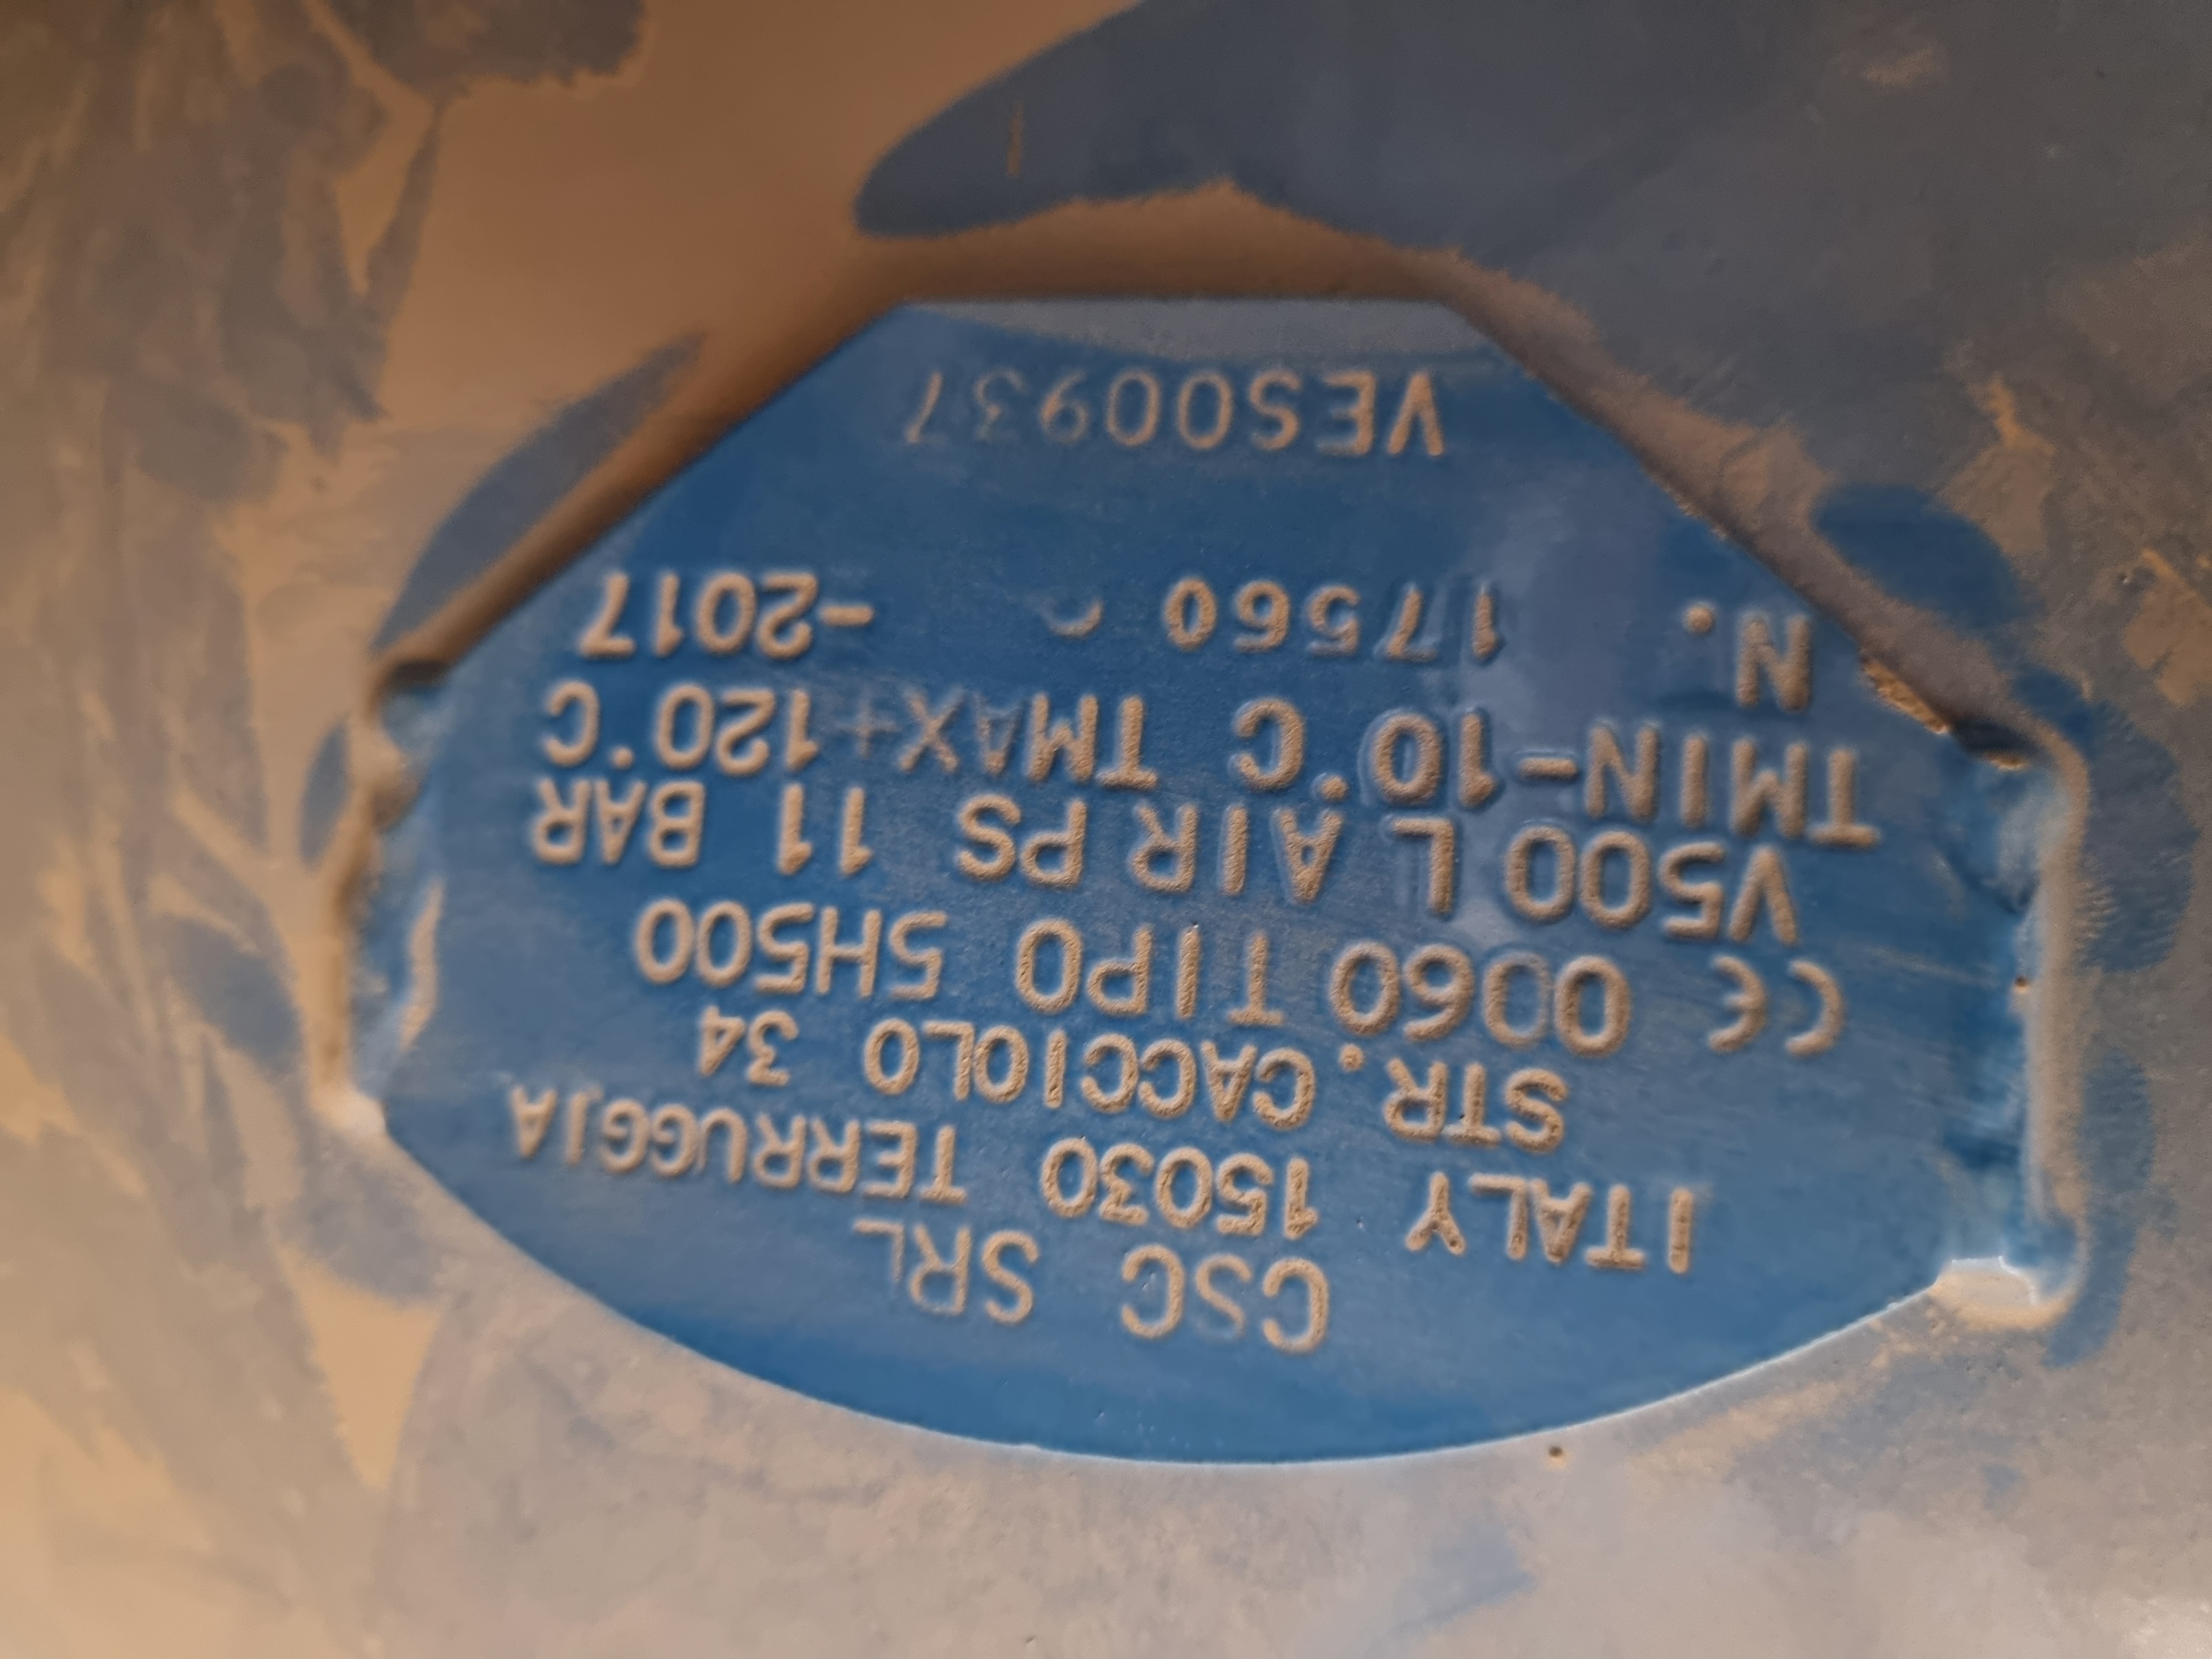 CSC SRL
ITALY 15030 TERRUGGIA
STR. CACCIOLO 34
CE 0060 TIPO 5H500
V500 L AIR PS 11 BAR
TMIN-10°C TMAX+120°C
N. 17560 -2017
VES00937